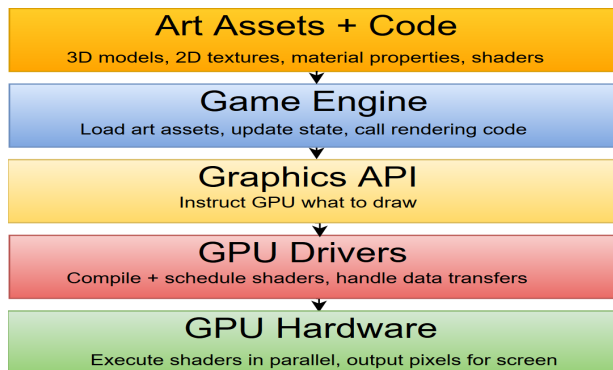 Art Assets + Code
3D models, 2D textures, material properties, shaders
Game Engine
Load art assets, update state, call rendering code
Graphics API
Instruct GPU what to draw
GPU Drivers
Compile + schedule shaders, handle data transfers
GPU Hardware
Execute shaders in parallel, output pixels for screen